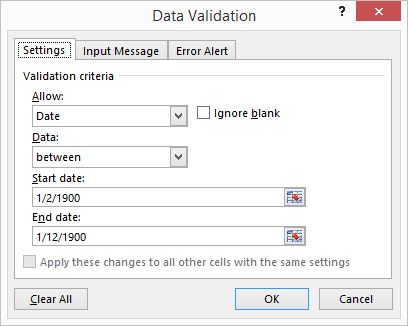 Data Validation
?
Settings
Input Message
Error Alert
Validation criteria
Allow:
Date
Ignore blank
Data:
between
Start date:
1/2/1900
End date:
1/12/1900
Apply these changes to all other cells with the same settings
Clear All
OK
Cancel